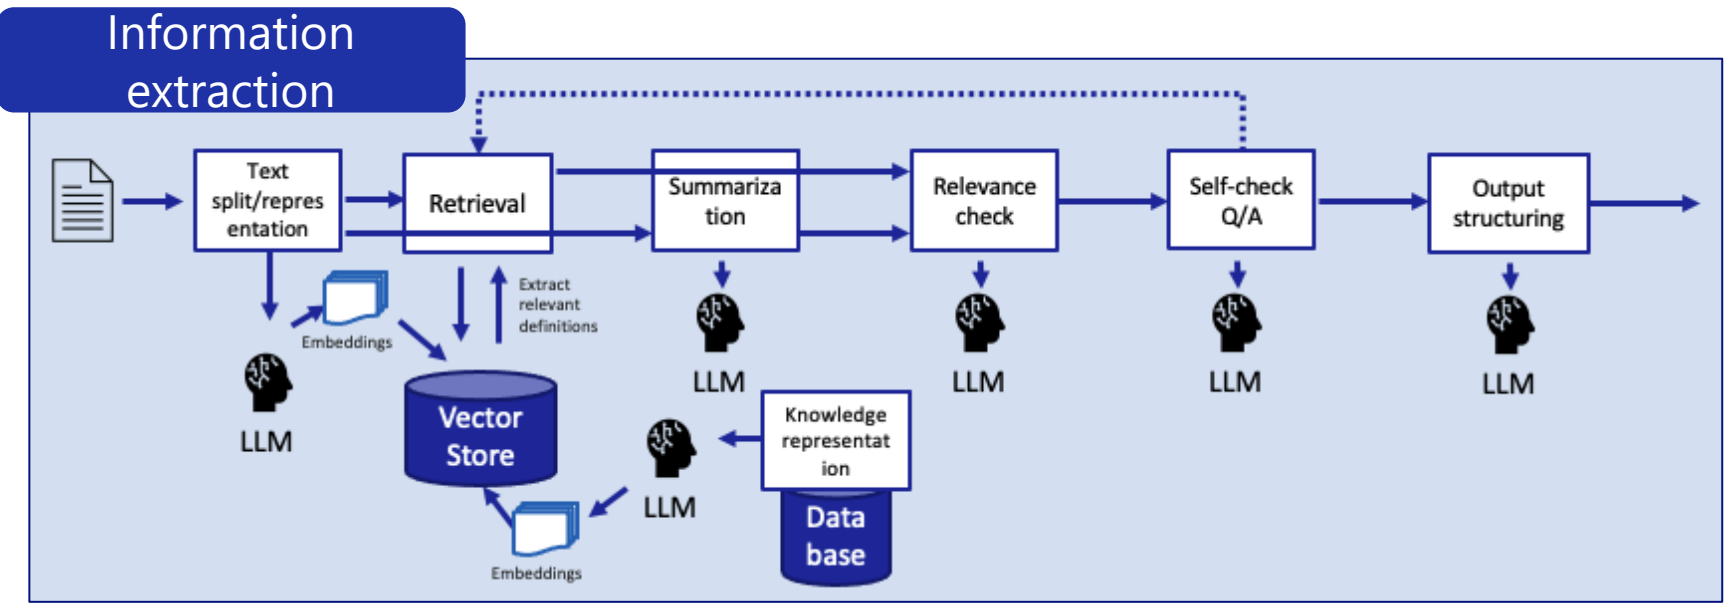 Information
extraction
Text
split/repres
entation
Retrieval
Summariza
tion
Relevance
check
Self-check
Q/A
Output
structuring
Extract
relevant
definitions
Embeddings
LLM
Vector
Store
LLM
LLM
LLM
LLM
Knowledge
representat
ion
LLM
Data
base
Embeddings